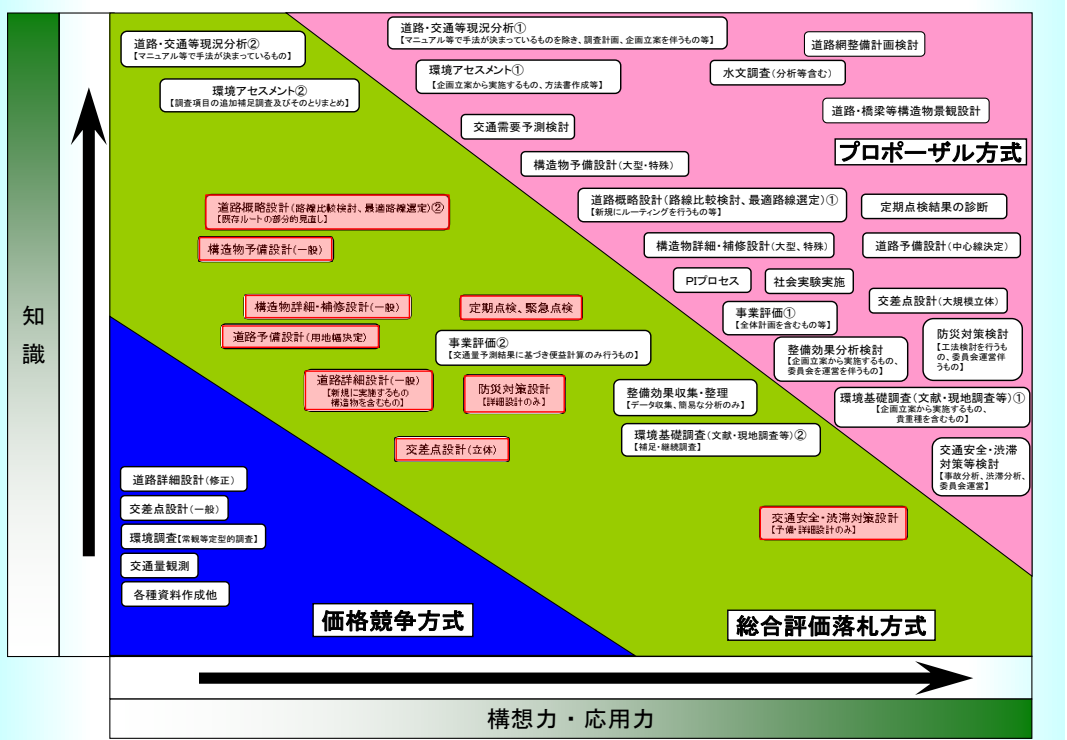 知識
道路・交通等現況分析②
【マニュアル等で手法が決まっているもの】
環境アセスメント②
【調査項目の追加補足調査及びそのとりまとめ】
道路・交通等現況分析①
【マニュアル等で手法が決まっているものを除き、調査計画、企画立案を伴うもの等】
環境アセスメント①
【企画立案から実施するもの、方法書作成等】
道路網整備計画検討
水文調査(分析等含む)
道路・橋梁等構造物景観設計
交通需要予測検討
プロポーザル方式
構造物予備設計(大型・特殊)
道路概略設計(路線比較検討、最適路線選定)①
【新規にルーティングを行うもの等】
定期点検結果の診断
構造物詳細・補修設計(大型、特殊)
道路予備設計(中心線決定)
PIプロセス
社会実験実施
交差点設計(大規模立体)
事業評価①
【全体計画を含むもの等】
防災対策検討
【工法検討を行うも
の、委員会運営伴
うもの】
整備効果分析検討
【企画立案から実施するもの、
委員会を運営を伴うもの】
環境基礎調査(文献・現地調査等)①
【企画立案から実施するもの、
貴重種を含むもの】
交通安全・渋滞
対策等検討
【事故分析、渋滞分析、
委員会運営】
道路概略設計(路線比較検討、最適路線選定)②
【既存ルートの部分的見直し】
構造物予備設計(一般)
構造物詳細・補修設計(一般)
定期点検、緊急点検
道路予備設計(用地幅決定)
事業評価②
【交通量予測結果に基づき便益計算のみ行うもの】
道路詳細設計(一般)
【新規に実施するもの
構造物を含むもの】
防災対策設計
【詳細設計のみ】
整備効果収集・整理
【データ収集、簡易な分析のみ】
環境基礎調査(文献・現地調査等)②
【補足・継続調査】
交差点設計(立体)
交通安全・渋滞対策設計
【予備・詳細設計のみ】
道路詳細設計(修正)
交差点設計(一般)
環境調査【常観等定型的調査】
交通量観測
各種資料作成他
価格競争方式
総合評価落札方式
構想力・応用力